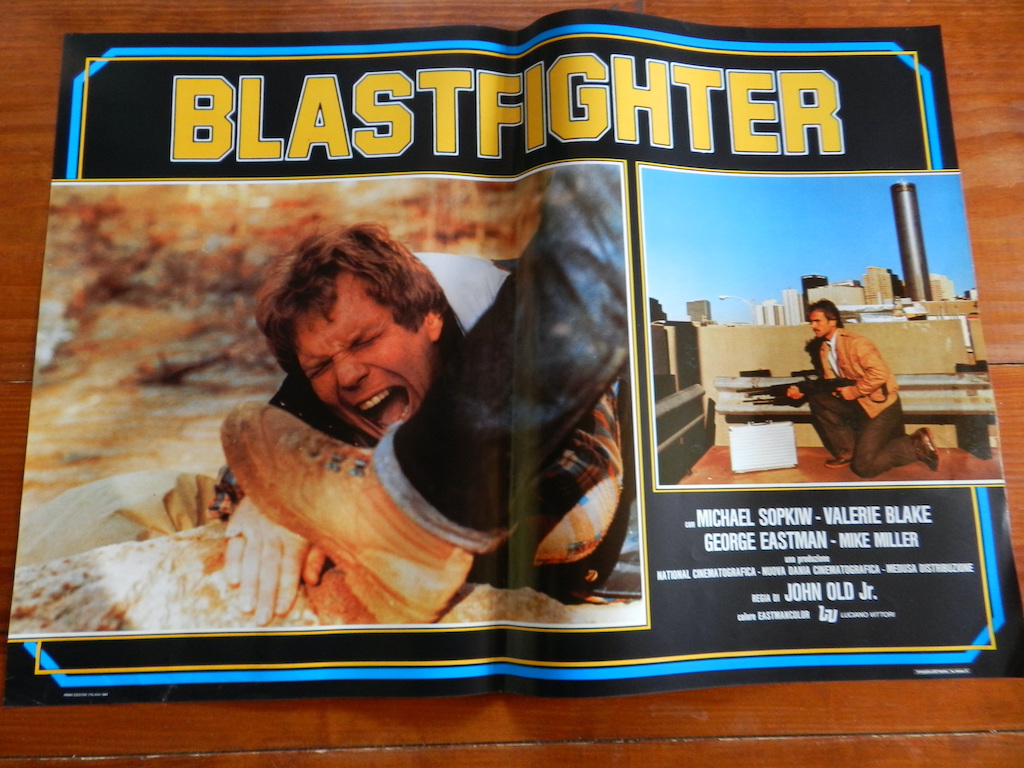 BLASTFIGHTER
con MICHAEL SOPKIW - VALERIE BLAKE
GEORGE EASTMAN - MIKE MILLER
una produzione
NATIONAL CINEMATOGRAFICA - NUOVA DANIA CINEMATOGRAFICA - MEDUSA DISTRIBUZIONE
REGIA DI JOHN OLD Jr.
colore EASTMANCOLOR LV LUCIANO VITTORI